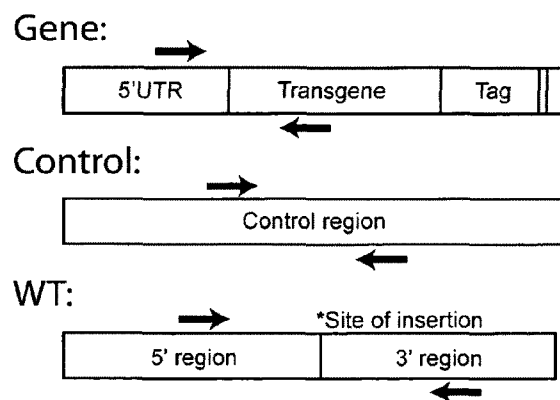 Gene:
5'UTR Transgene Tag
Control:
Control region
WT:
*Site of insertion
5' region 3' region